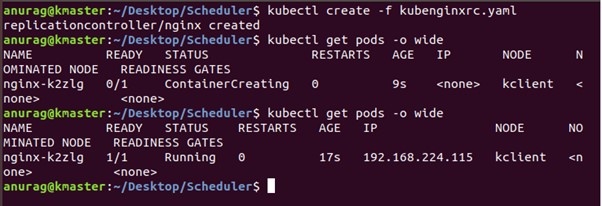 anurag@kmaster:~/Desktop/Scheduler$ kubectl create -f kubenginxrc.yaml
replicationcontroller/nginx created
anurag@kmaster:~/Desktop/Scheduler$ kubectl get pods -o wide
NAME          READY   STATUS              RESTARTS   AGE   IP       NODE      N
OMINATED NODE   READINESS GATES
nginx-k2zlg   0/1     ContainerCreating   0          9s    <none>   kclient   <
none>           <none>
anurag@kmaster:~/Desktop/Scheduler$ kubectl get pods -o wide
NAME          READY   STATUS    RESTARTS   AGE   IP                NODE      NO
MINATED NODE   READINESS GATES
nginx-k2zlg   1/1     Running   0          17s   192.168.224.115   kclient   <n
one>           <none>
anurag@kmaster:~/Desktop/Scheduler$